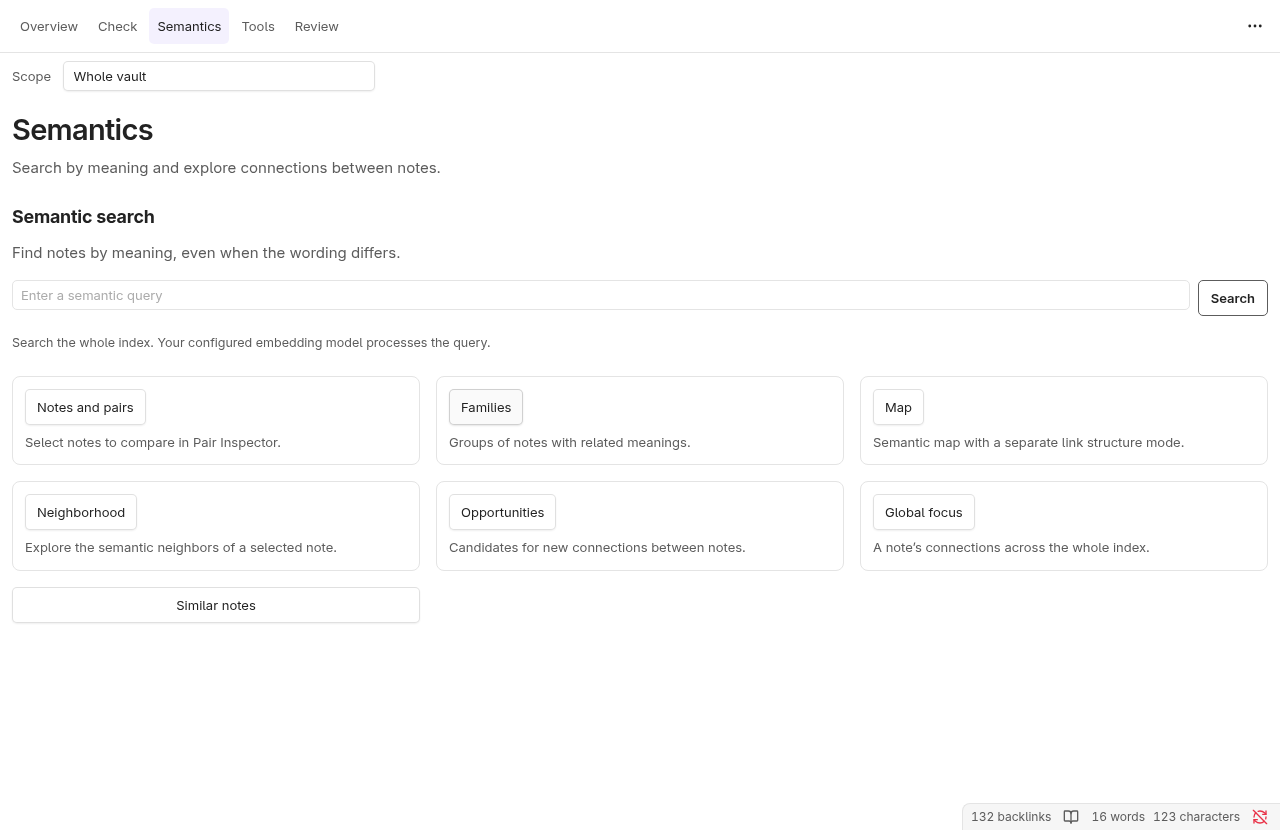 Overview Check Semantics Tools Review
Scope Whole vault
Semantics
Search by meaning and explore connections between notes.
Semantic search
Find notes by meaning, even when the wording differs.
Enter a semantic query Search
Search the whole index. Your configured embedding model processes the query.
Notes and pairs
Select notes to compare in Pair Inspector.
Families
Groups of notes with related meanings.
Map
Semantic map with a separate link structure mode.
Neighborhood
Explore the semantic neighbors of a selected note.
Opportunities
Candidates for new connections between notes.
Global focus
A note’s connections across the whole index.
Similar notes
132 backlinks 16 words 123 characters